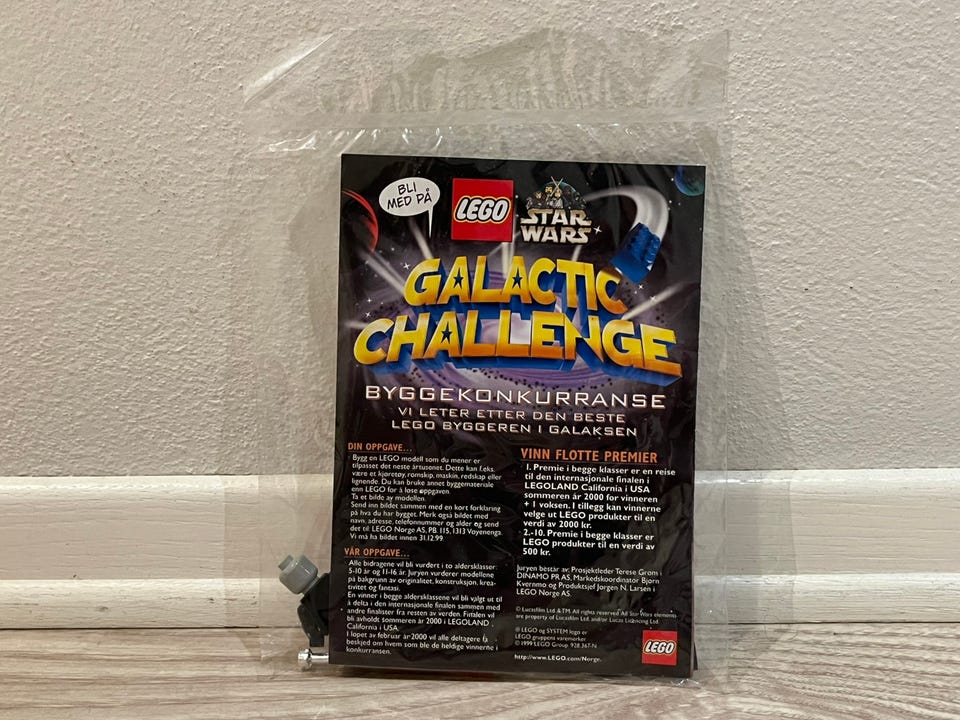 BLI
MED PÅ
LEGO
STAR
WARS
GALACTIC
CHALLENGE
BYGGEKONKURRANSE
VI LETER ETTER DEN BESTE
LEGO BYGGEREN I GALAKSEN
DIN OPPGAVE...
Bygg en LEGO modell som du mener er
tilpasset det neste årtusonet. Dette kan f.eks.
være et kjøretøy, romskip, maskin, redskap eller
lignende. Du kan bruke annet byggemateriale
enn LEGO for å løse oppgaven.
Ta et bilde av modellen.
Send inn bildet sammen med en kort forklaring
på hva du har bygget. Merk også bildet med
navn, adresse, telefonnummer og alder og send
det til LEGO Norge AS, PB. 115, 1313 Vøyenenga.
Vi må ha bildet innen 31.12.99.
VÅR OPPGAVE...
Alle bidragene vil bli vurdert i to aldersklasser:
5-10 år og 11-16 år. Juryen vurderer modellene
på bakgrunn av originalitet, konstruksjon, krea-
tivitet og fantasi.
En vinner i begge aldersklassene vil bli valgt ut til
å delta i den internasjonale finalen sammen med
andre finalister fra resten av verden. Finalen vil
bli avholdt sommeren år 2000 i LEGOLAND
California i USA.
I løpet av februar år 2000 vil alle deltagere få
beskjed om hvem som ble de heldige vinnerne i
konkurransen.
VINN FLOTTE PREMIER
1. Premie i begge klasser er en reise
til den internasjonale finalen i
LEGOLAND California i USA
sommeren år 2000 for vinneren
+ 1 voksen. I tillegg kan vinnerne
velge ut LEGO produkter til en
verdi av 2000 kr.
2.-10. Premie i begge klasser er
LEGO produkter til en verdi av
500 kr.
Juryen består av: Prosjektleder Terese Grom i
DINAMO PR AS, Markedskoordinator Bjørn
Kvernmo og Produktsjef Jørgen N. Larsen i
LEGO Norge AS.
© Lucasfilm Ltd. & TM. All rights reserved. All Star Wars elements
are property of Lucasfilm Ltd. and/or Lucas Licensing Ltd.
® LEGO og SYSTEM logo er
LEGO gruppens varemerker
© 1999 LEGO Group 928.367-N
http://www.LEGO.com/Norge.
LEGO